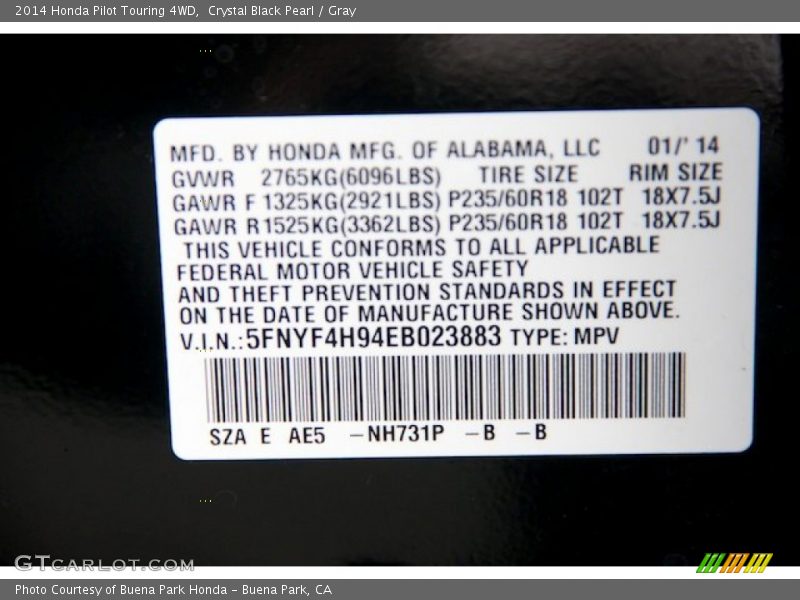 2014 Honda Pilot Touring 4WD,  Crystal Black Pearl / Gray
MFD. BY HONDA MFG. OF ALABAMA, LLC 01/' 14
GVWR 2765KG(6096LBS) TIRE SIZE RIM SIZE
GAWR F 1325KG(2921LBS) P235/60R18 102T 18X7.5J
GAWR R 1525KG(3362LBS) P235/60R18 102T 18X7.5J
THIS VEHICLE CONFORMS TO ALL APPLICABLE
FEDERAL MOTOR VEHICLE SAFETY
AND THEFT PREVENTION STANDARDS IN EFFECT
ON THE DATE OF MANUFACTURE SHOWN ABOVE.
V.I.N.: 5FNYF4H94EB023883 TYPE: MPV
SZA E AE5 –NH731P –B –B
GTCARLOT.COM
Photo Courtesy of Buena Park Honda – Buena Park, CA